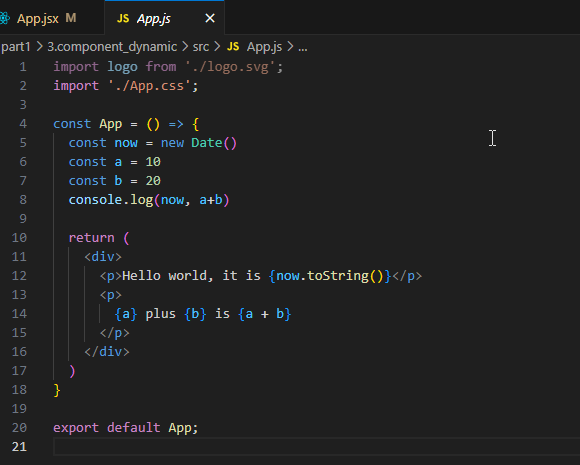 App.jsx M JS App.js ×
part1 > 3.component_dynamic > src > JS App.js > ...
1 import logo from './logo.svg';
2 import './App.css';
3
4 const App = () => {
5   const now = new Date()
6   const a = 10
7   const b = 20
8   console.log(now, a+b)
9
10   return (
11     <div>
12       <p>Hello world, it is {now.toString()}</p>
13       <p>
14         {a} plus {b} is {a + b}
15       </p>
16     </div>
17   )
18 }
19
20 export default App;
21